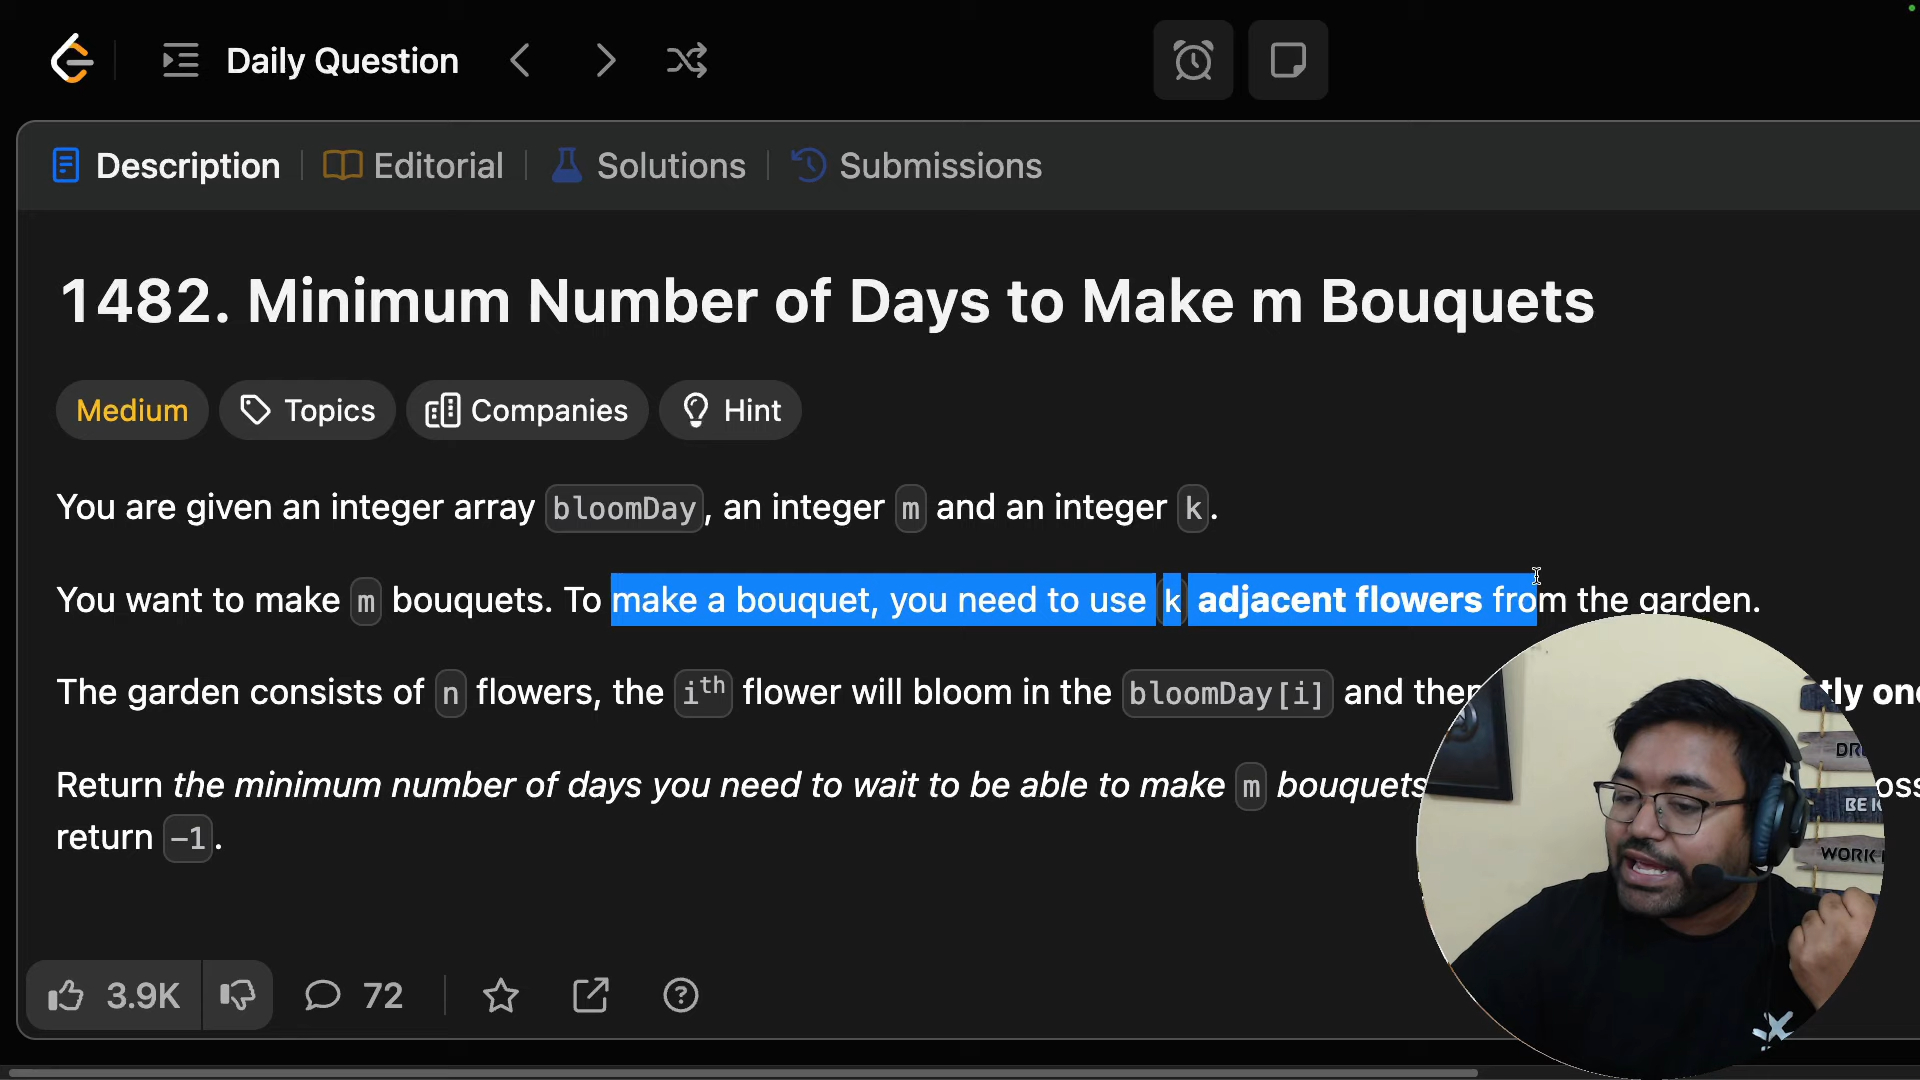 Daily Question
Description Editorial Solutions Submissions
1482. Minimum Number of Days to Make m Bouquets
Medium Topics Companies Hint
You are given an integer array bloomDay, an integer m and an integer k.
You want to make m bouquets. To make a bouquet, you need to use k adjacent flowers from the garden.
The garden consists of n flowers, the ith flower will bloom in the bloomDay[i] and then
Return the minimum number of days you need to wait to be able to make m bouquets
return -1.
BE
WORK
3.9K 72